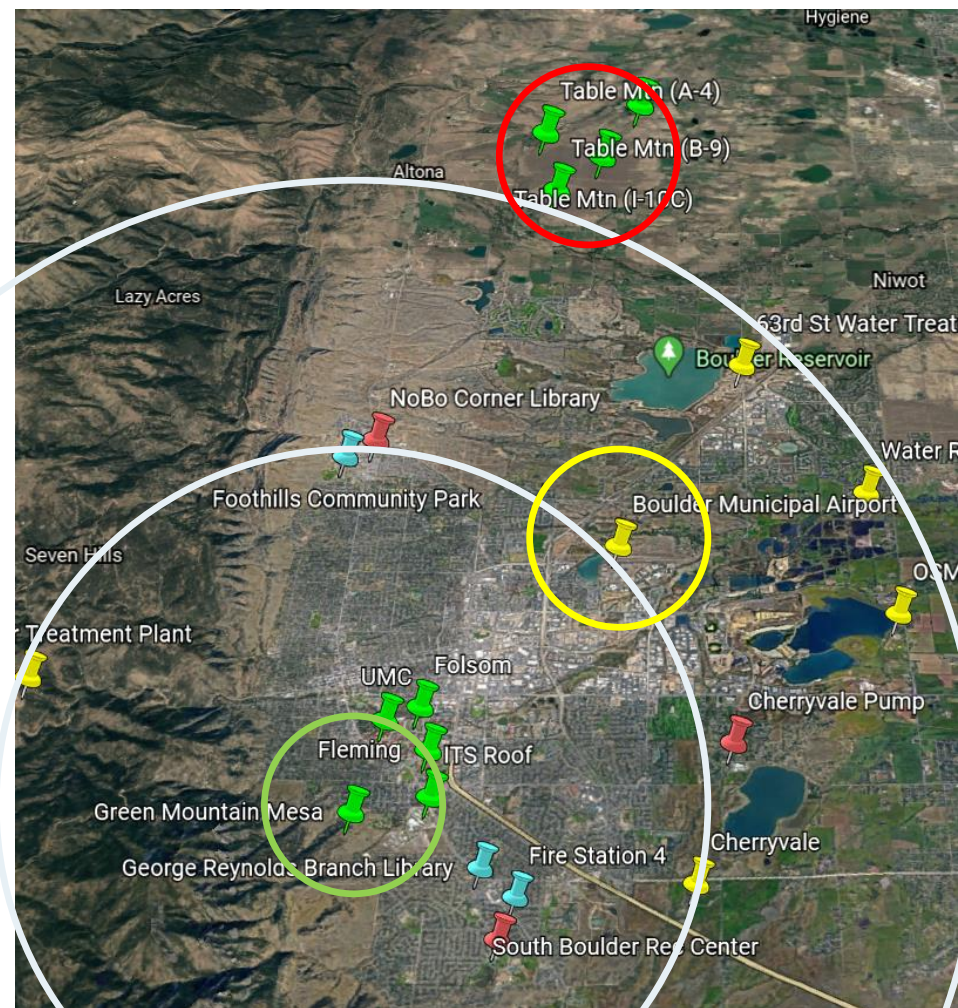 Hygiene
Table Mtn (A-4)
Table Mtn (B-9)
Altona
Table Mtn (I-10C)
Niwot
Lazy Acres
63rd St Water Treat
Boulder Reservoir
NoBo Corner Library
Water R
Foothills Community Park
Boulder Municipal Airport
Seven Hills
OSM
r Treatment Plant
Folsom
UMC
Cherryvale Pump
Fleming
ITS Roof
Green Mountain Mesa
Cherryvale
Fire Station 4
George Reynolds Branch Library
South Boulder Rec Center